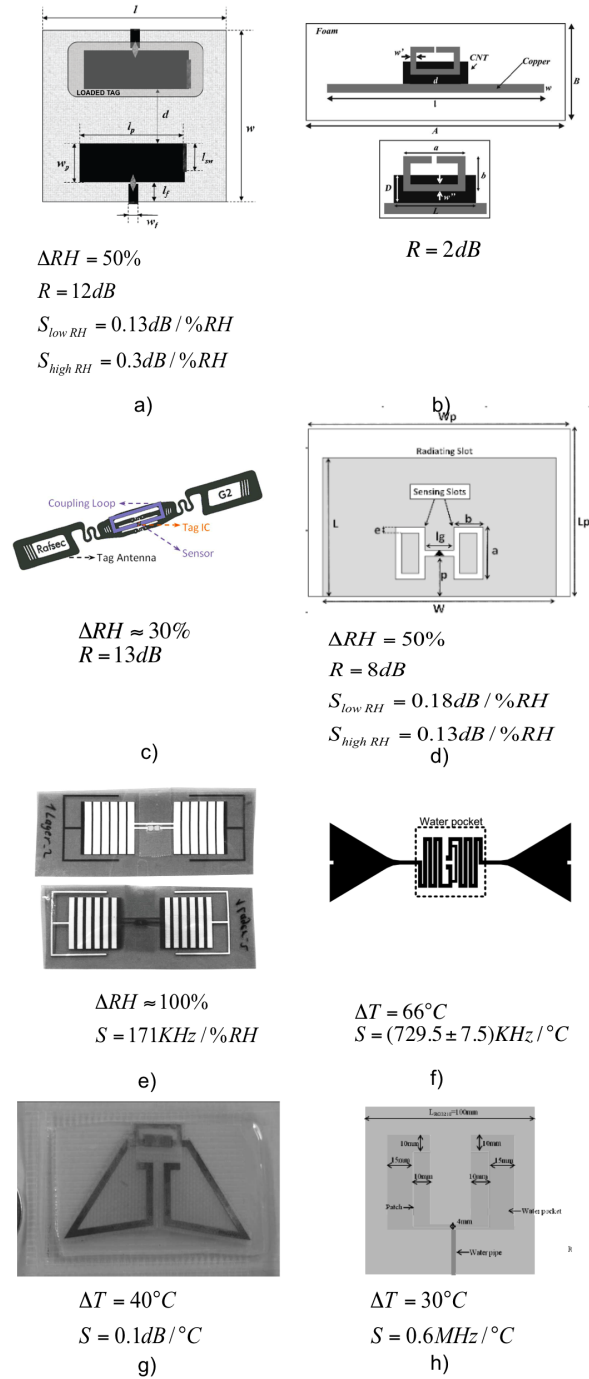 l
LOADED TAG
d
w
l_p
w_p
l_sw
l_f
w_f
ΔRH = 50%
R = 12dB
S_low RH = 0.13dB / %RH
S_high RH = 0.3dB / %RH
a)
Foam
w'
CNT
Copper
d
w
l
B
A
a
b
D
w''
L
R = 2dB
b)
Coupling Loop
G2
Tag IC
Rafsec
Sensor
Tag Antenna
ΔRH ≈ 30%
R = 13dB
c)
Wp
Radiating Slot
Sensing Slots
L
e
b
lg
a
p
Lp
W
ΔRH = 50%
R = 8dB
S_low RH = 0.18dB / %RH
S_high RH = 0.13dB / %RH
d)
ΔRH ≈ 100%
S = 171KHz / %RH
e)
Water pocket
ΔT = 66°C
S = (729.5 ± 7.5)KHz / °C
f)
ΔT = 40°C
S = 0.1dB / °C
g)
=100mm
10mm
10mm
15mm
15mm
10mm
10mm
Patch
Water pocket
4mm
Water pipe
R
ΔT = 30°C
S = 0.6MHz / °C
h)